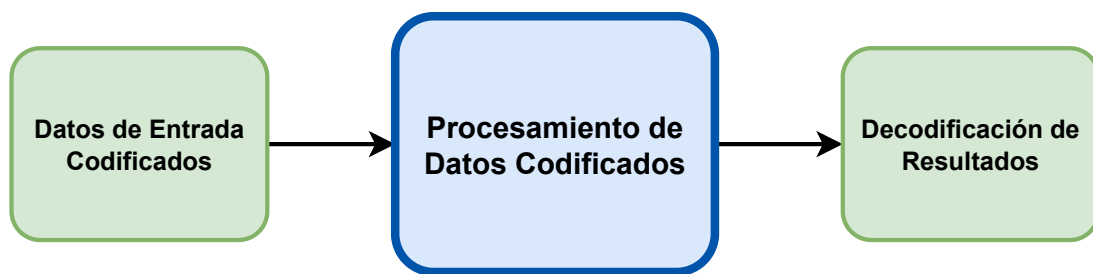 Datos de Entrada
Codificados
Procesamiento de
Datos Codificados
Decodificación de
Resultados